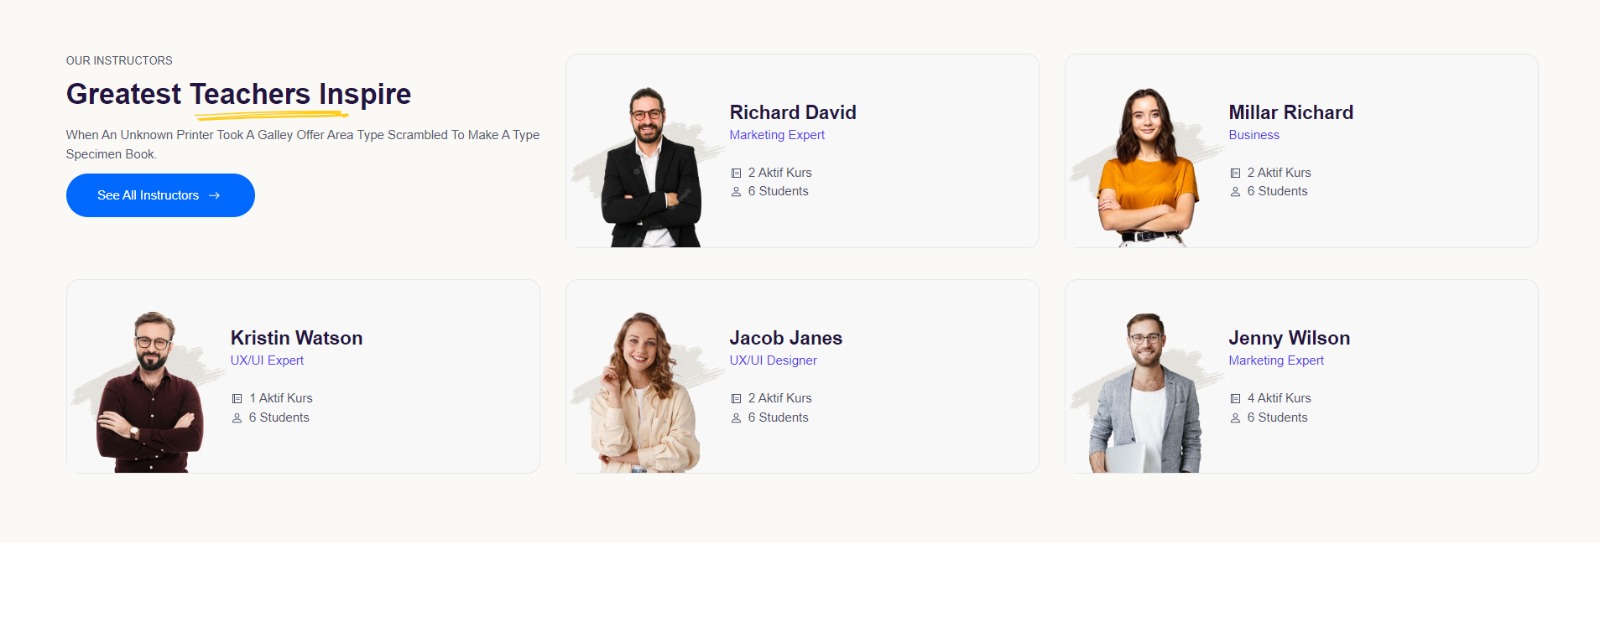 OUR INSTRUCTORS
Greatest Teachers Inspire
When An Unknown Printer Took A Galley Offer Area Type Scrambled To Make A Type
Specimen Book.
See All Instructors
Richard David
Marketing Expert
2 Aktif Kurs
6 Students
Millar Richard
Business
2 Aktif Kurs
6 Students
Kristin Watson
UX/UI Expert
1 Aktif Kurs
6 Students
Jacob Janes
UX/UI Designer
2 Aktif Kurs
6 Students
Jenny Wilson
Marketing Expert
4 Aktif Kurs
6 Students